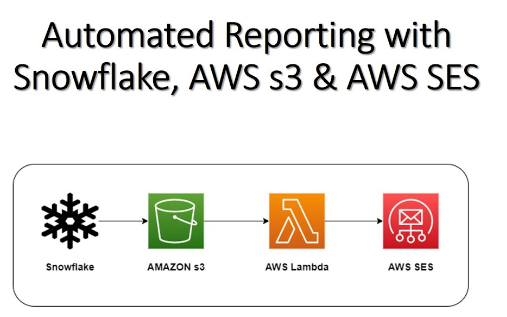 Automated Reporting with
Snowflake, AWS s3 & AWS SES
Snowflake
AMAZON s3
AWS Lambda
AWS SES